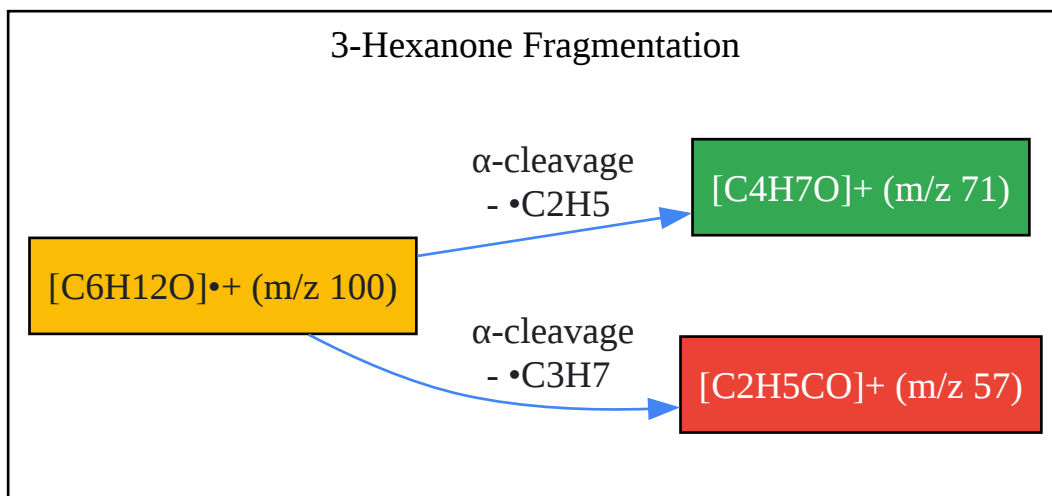 3-Hexanone Fragmentation
α-cleavage
- •C2H5
[C4H7O]+ (m/z 71)
[C6H12O]•+ (m/z 100)
α-cleavage
- •C3H7
[C2H5CO]+ (m/z 57)